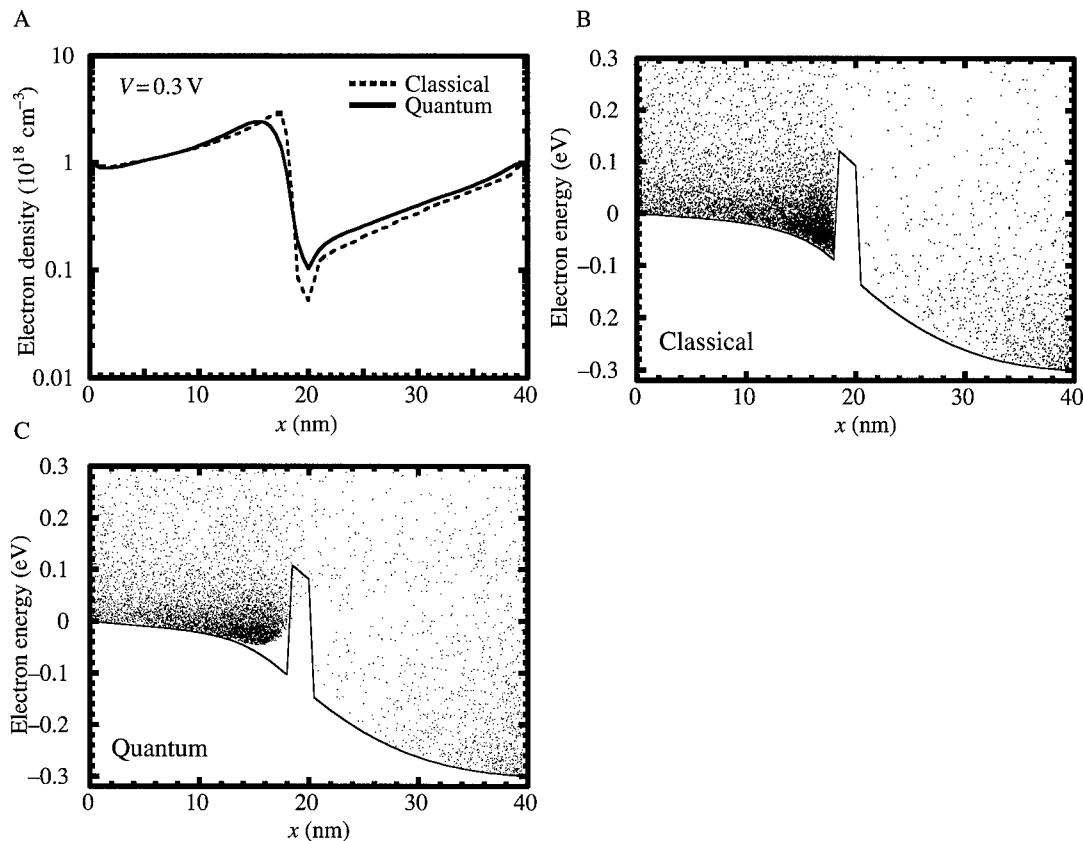 A
10
1
0.1
0.01
Electron density (10^18 cm^−3)
V = 0.3 V
Classical
Quantum
0 10 20 30 40
x (nm)
B
0.3
0.2
0.1
0
−0.1
0.2
−0.3
Electron energy (eV)
Classical
0 10 20 30 40
x (nm)
C
0.3
0.2
0.1
0
−0.1
−0.2
−0.3
Electron energy (eV)
Quantum
0 10 20 30 40
x (nm)